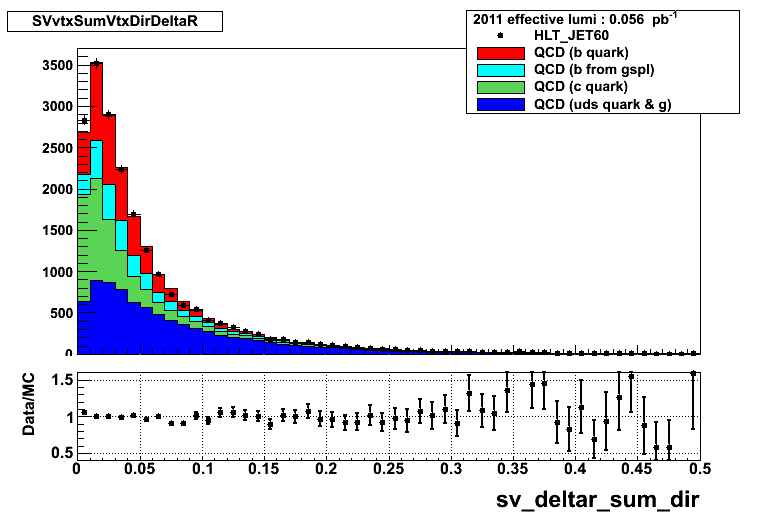 SVvtxSumVtxDirDeltaR
2011 effective lumi : 0.056 pb-1
HLT_JET60
QCD (b quark)
QCD (b from gspl)
QCD (c quark)
QCD (uds quark & g)
3500
3000
2500
2000
1500
1000
500
0
Data/MC
1.5
1
0.5
0 0.05 0.1 0.15 0.2 0.25 0.3 0.35 0.4 0.45 0.5
sv_deltar_sum_dir